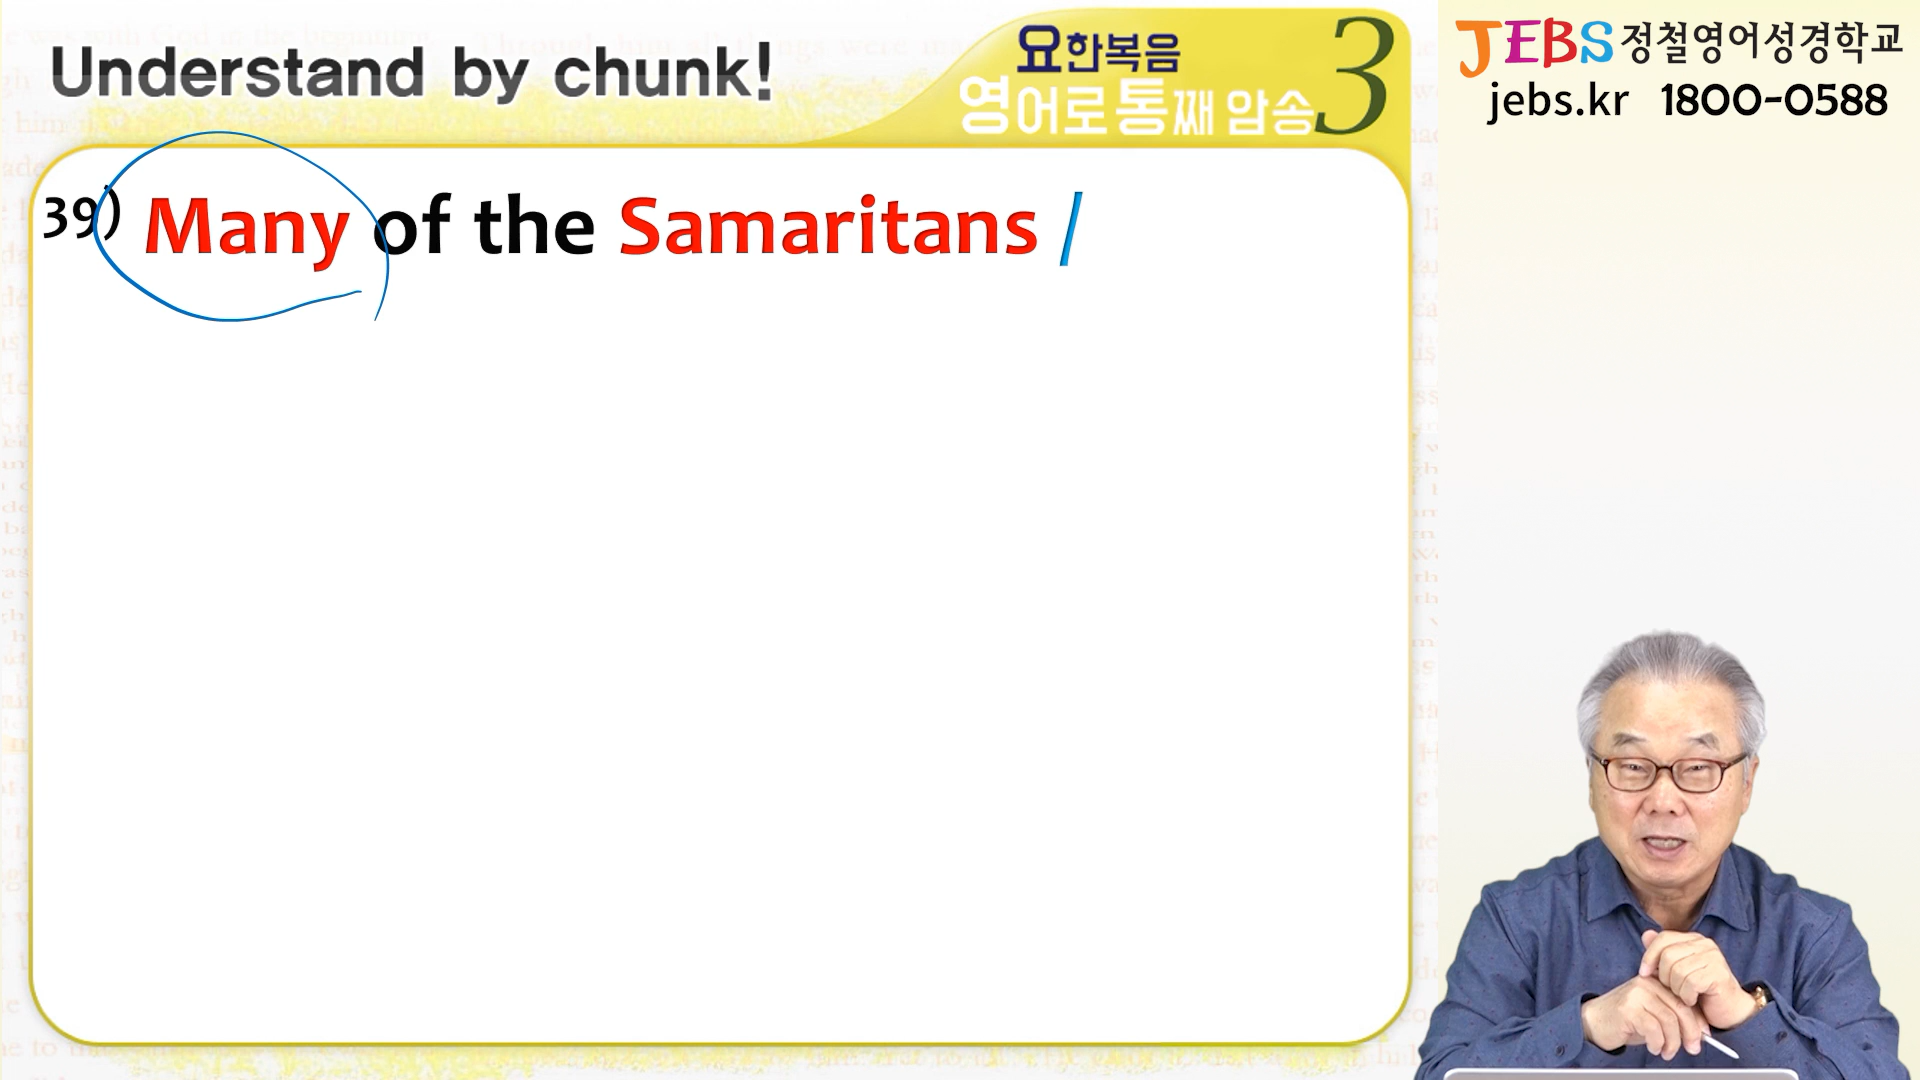 Understand by chunk!
요한복음
영어로 통째 암송 3
JEBS 정철영어성경학교
jebs.kr 1800-0588
39) Many of the Samaritans /